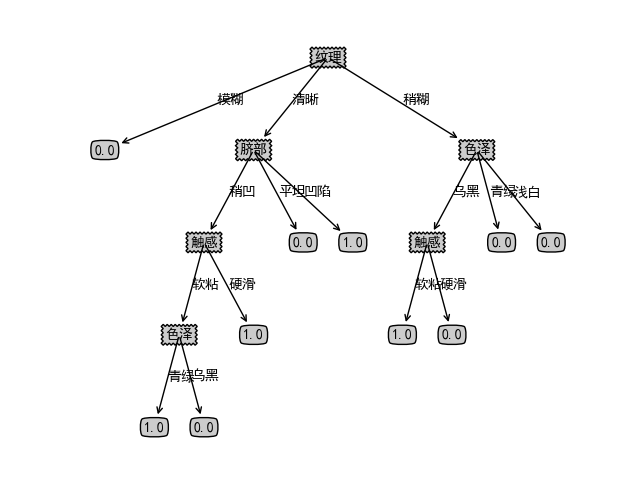 纹理
模糊 清晰 稍糊
0.0 脐部 色泽
稍凹 平坦 凹陷 乌黑 青绿 浅白
触感 0.0 1.0 触感 0.0 0.0
软粘 硬滑 软粘 硬滑
色泽 1.0 1.0 0.0
青绿 乌黑
1.0 0.0